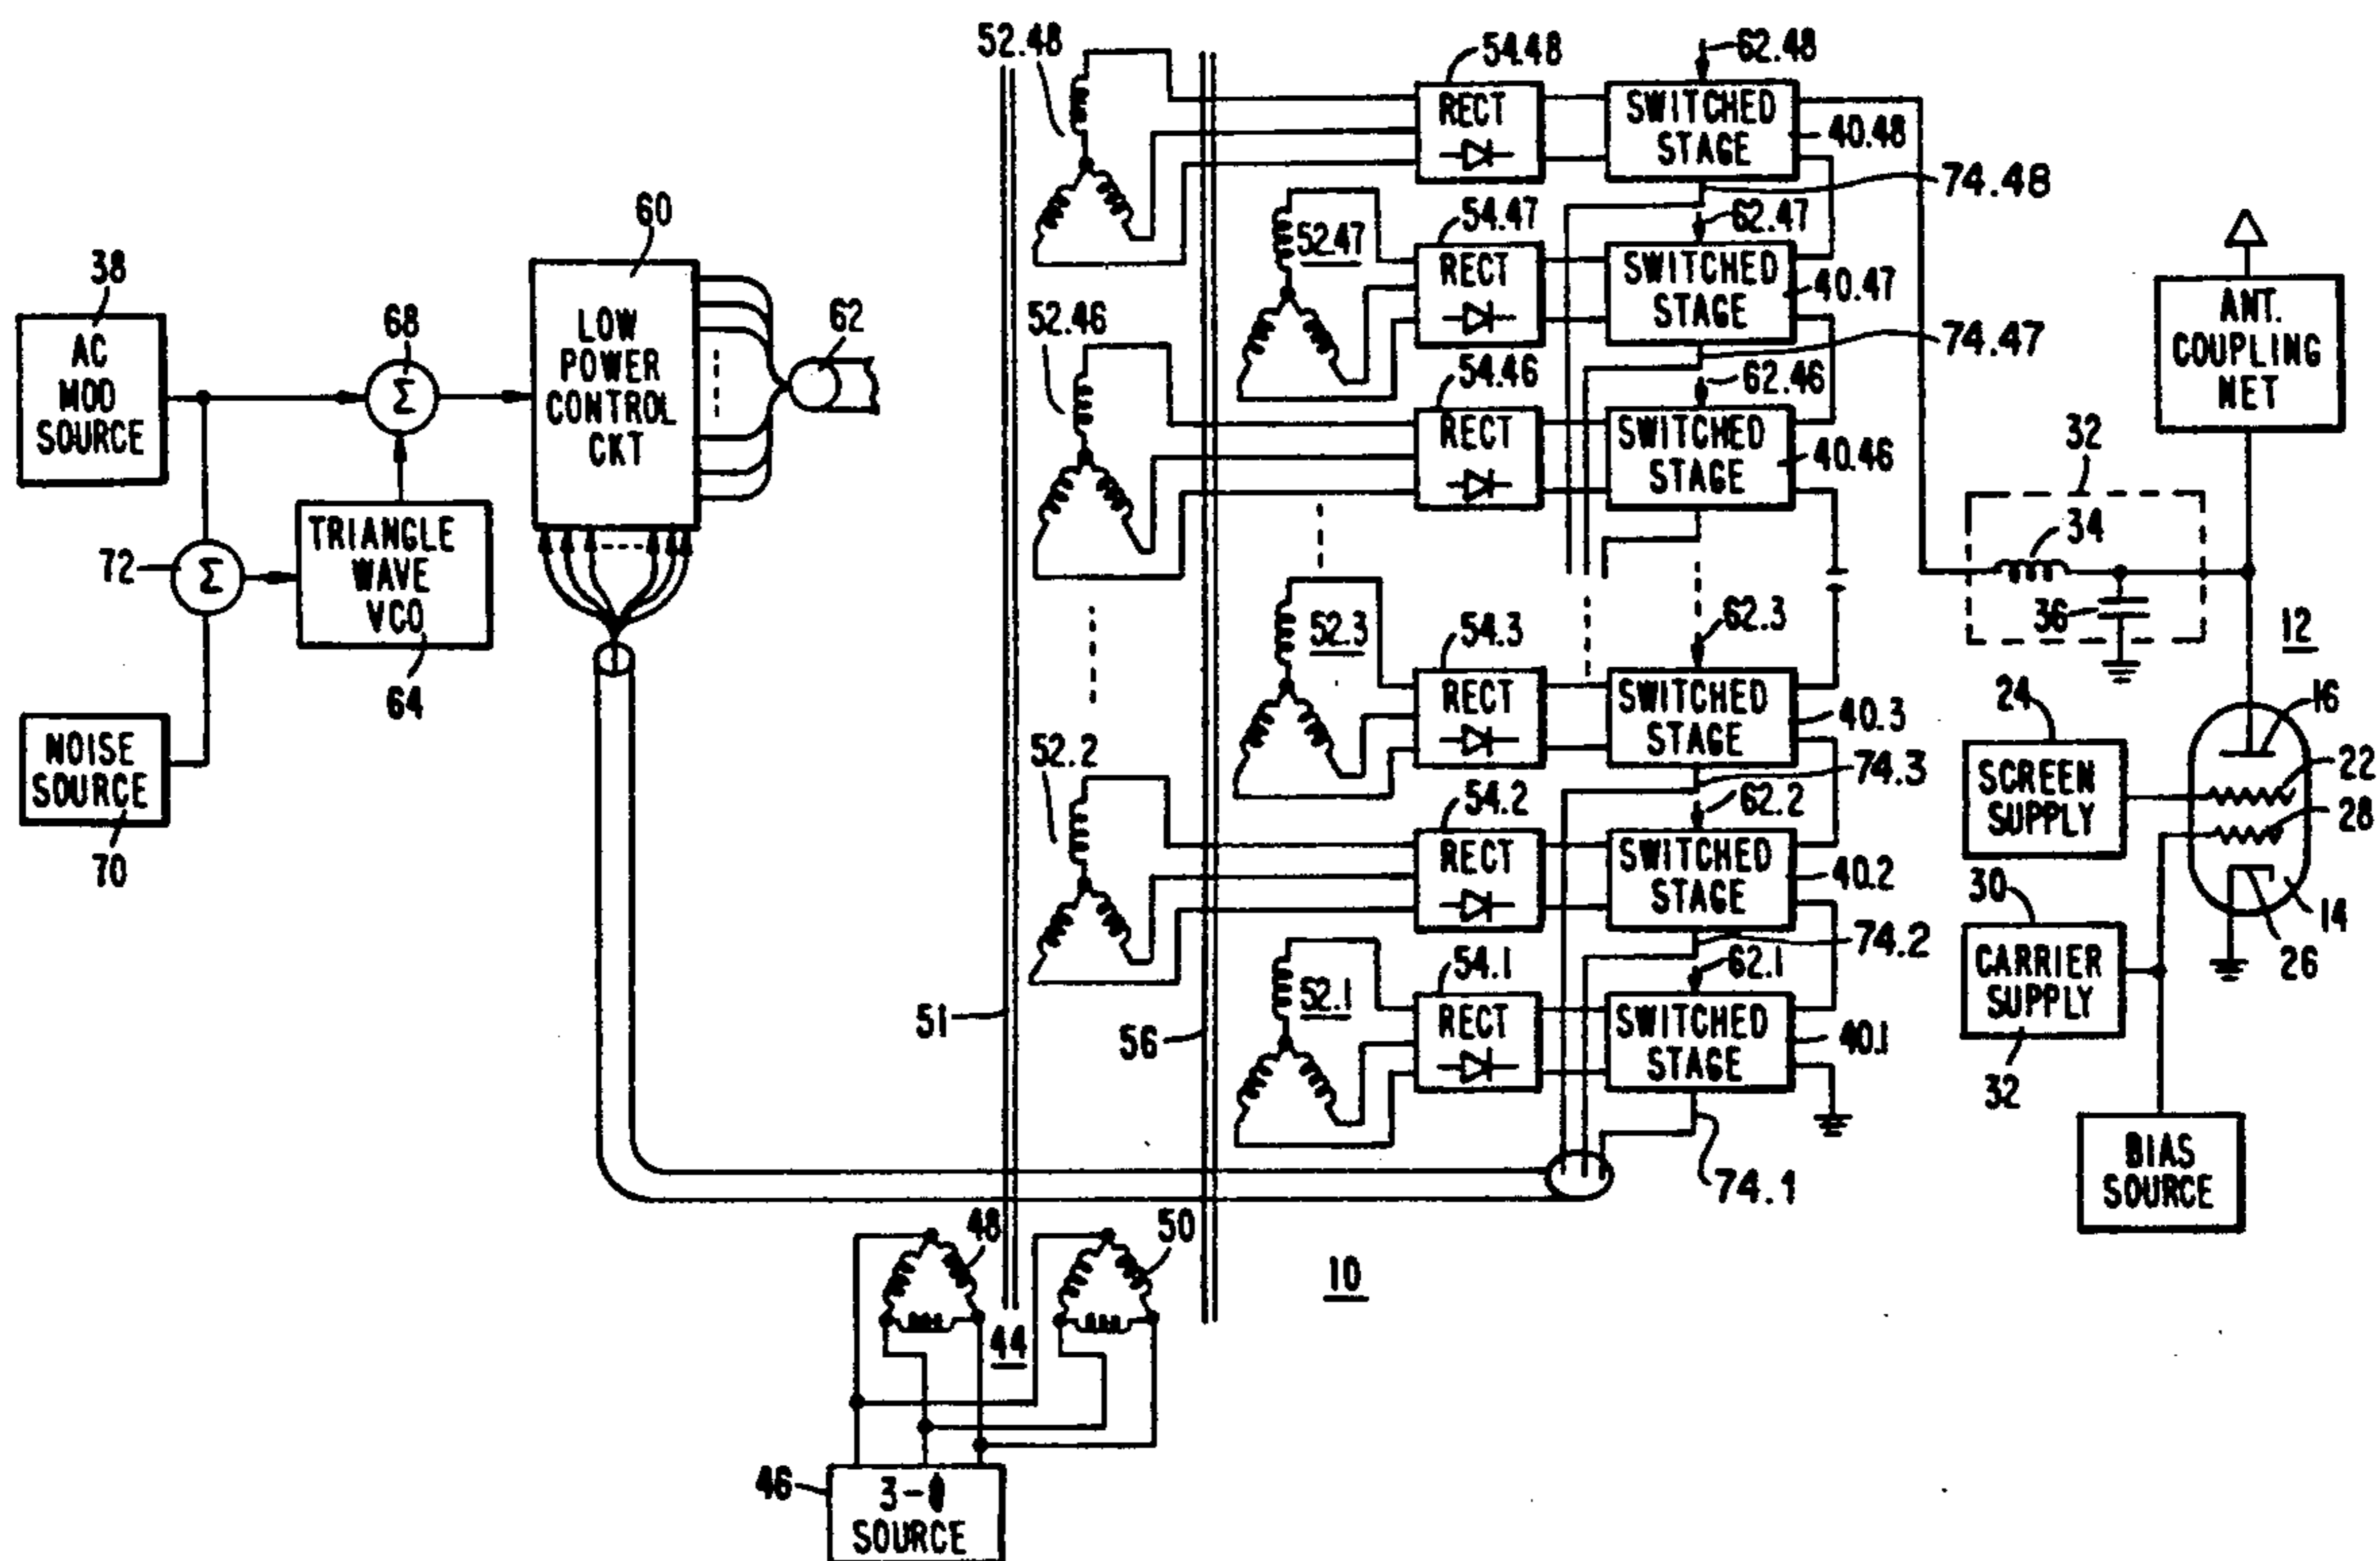 52.48
54.48
62.48
RECT
SWITCHED
STAGE
40.48
74.48
60
38
AC
MOD
SOURCE
68
Σ
LOW
POWER
CONTROL
CKT
62
52.47
54.47
62.47
RECT
SWITCHED
STAGE
40.47
74.47
ANT.
COUPLING
NET
52.46
54.46
62.46
RECT
SWITCHED
STAGE
40.46
32
34
36
12
72
Σ
TRIANGLE
WAVE
VCO
64
NOISE
SOURCE
70
52.3
54.3
62.3
RECT
SWITCHED
STAGE
40.3
74.3
24
SCREEN
SUPPLY
16
22
28
14
26
52.2
54.2
62.2
RECT
SWITCHED
STAGE
40.2
74.2
30
CARRIER
SUPPLY
32
51
56
52.1
54.1
62.1
RECT
SWITCHED
STAGE
40.1
74.1
BIAS
SOURCE
48
50
44
10
46
3-ϕ
SOURCE